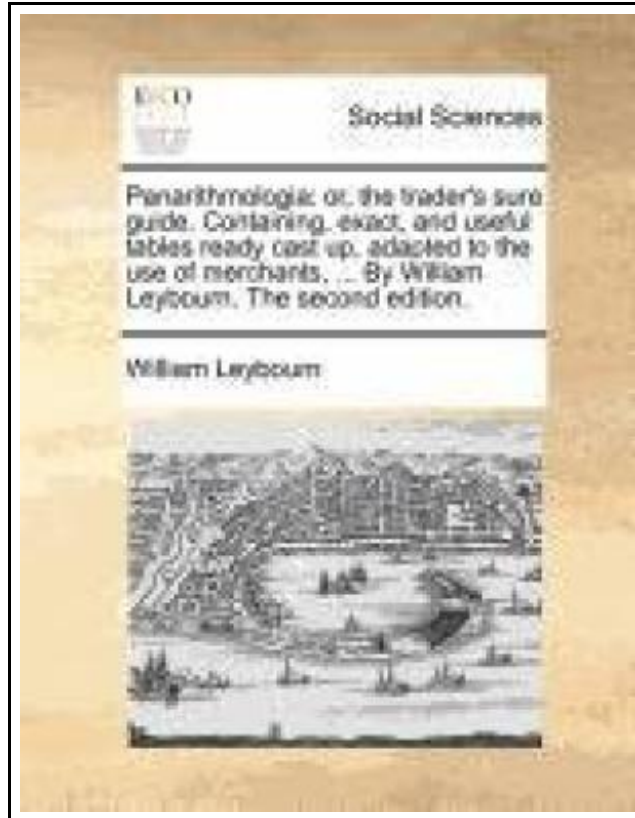 ECCO
Social Sciences
Panarithmologia: or, the trader's sure
guide. Containing, exact, and useful
tables ready cast up, adapted to the
use of merchants, ... By William
Leybourn. The second edition.
William Leybourn